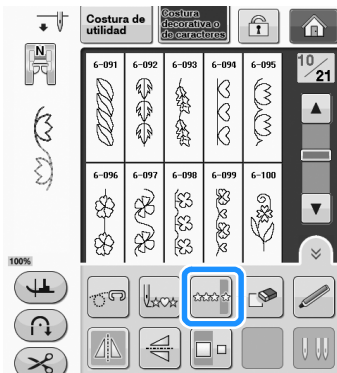 Costura de
utilidad
Costura
decorativa o
de caracteres
N
10/21
6-091 6-092 6-093 6-094 6-095
6-096 6-097 6-098 6-099 6-100
100%